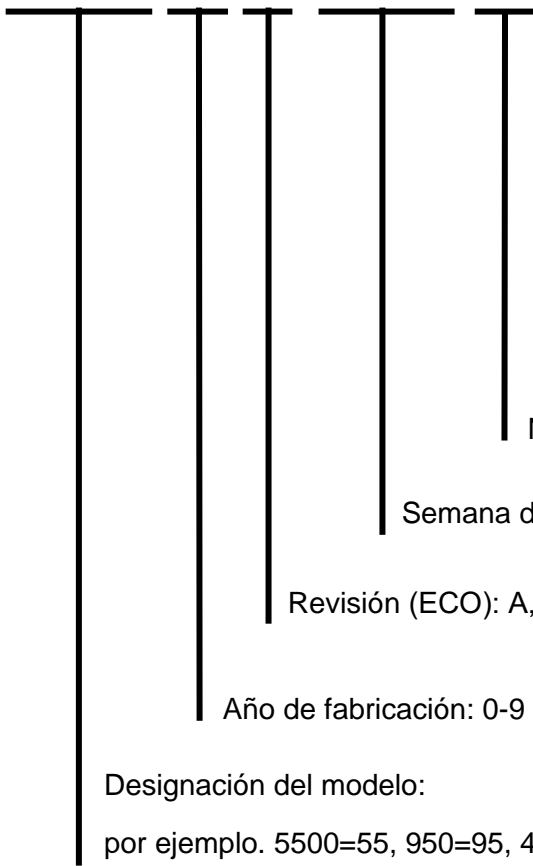 Semana d
Revisión (ECO): A,
Año de fabricación: 0-9
Designación del modelo:
por ejemplo. 5500=55, 950=95, 4